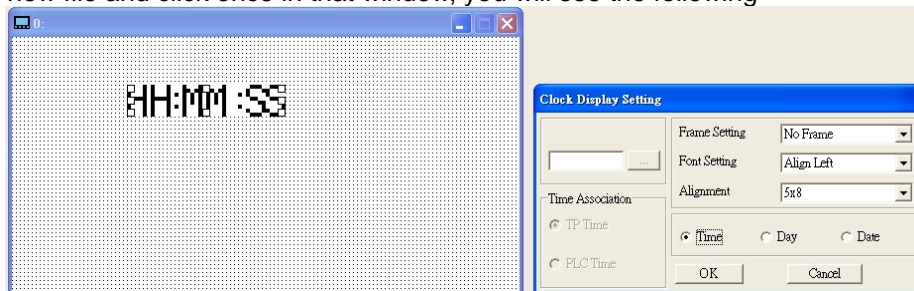 new file and click once in that window, you will see the following
0:
HH:MM :SS
Clock Display Setting
Frame Setting No Frame
...
Font Setting Align Left
Alignment 5x8
Time Association
TP Time
Time Day Date
PLC Time
OK Cancel